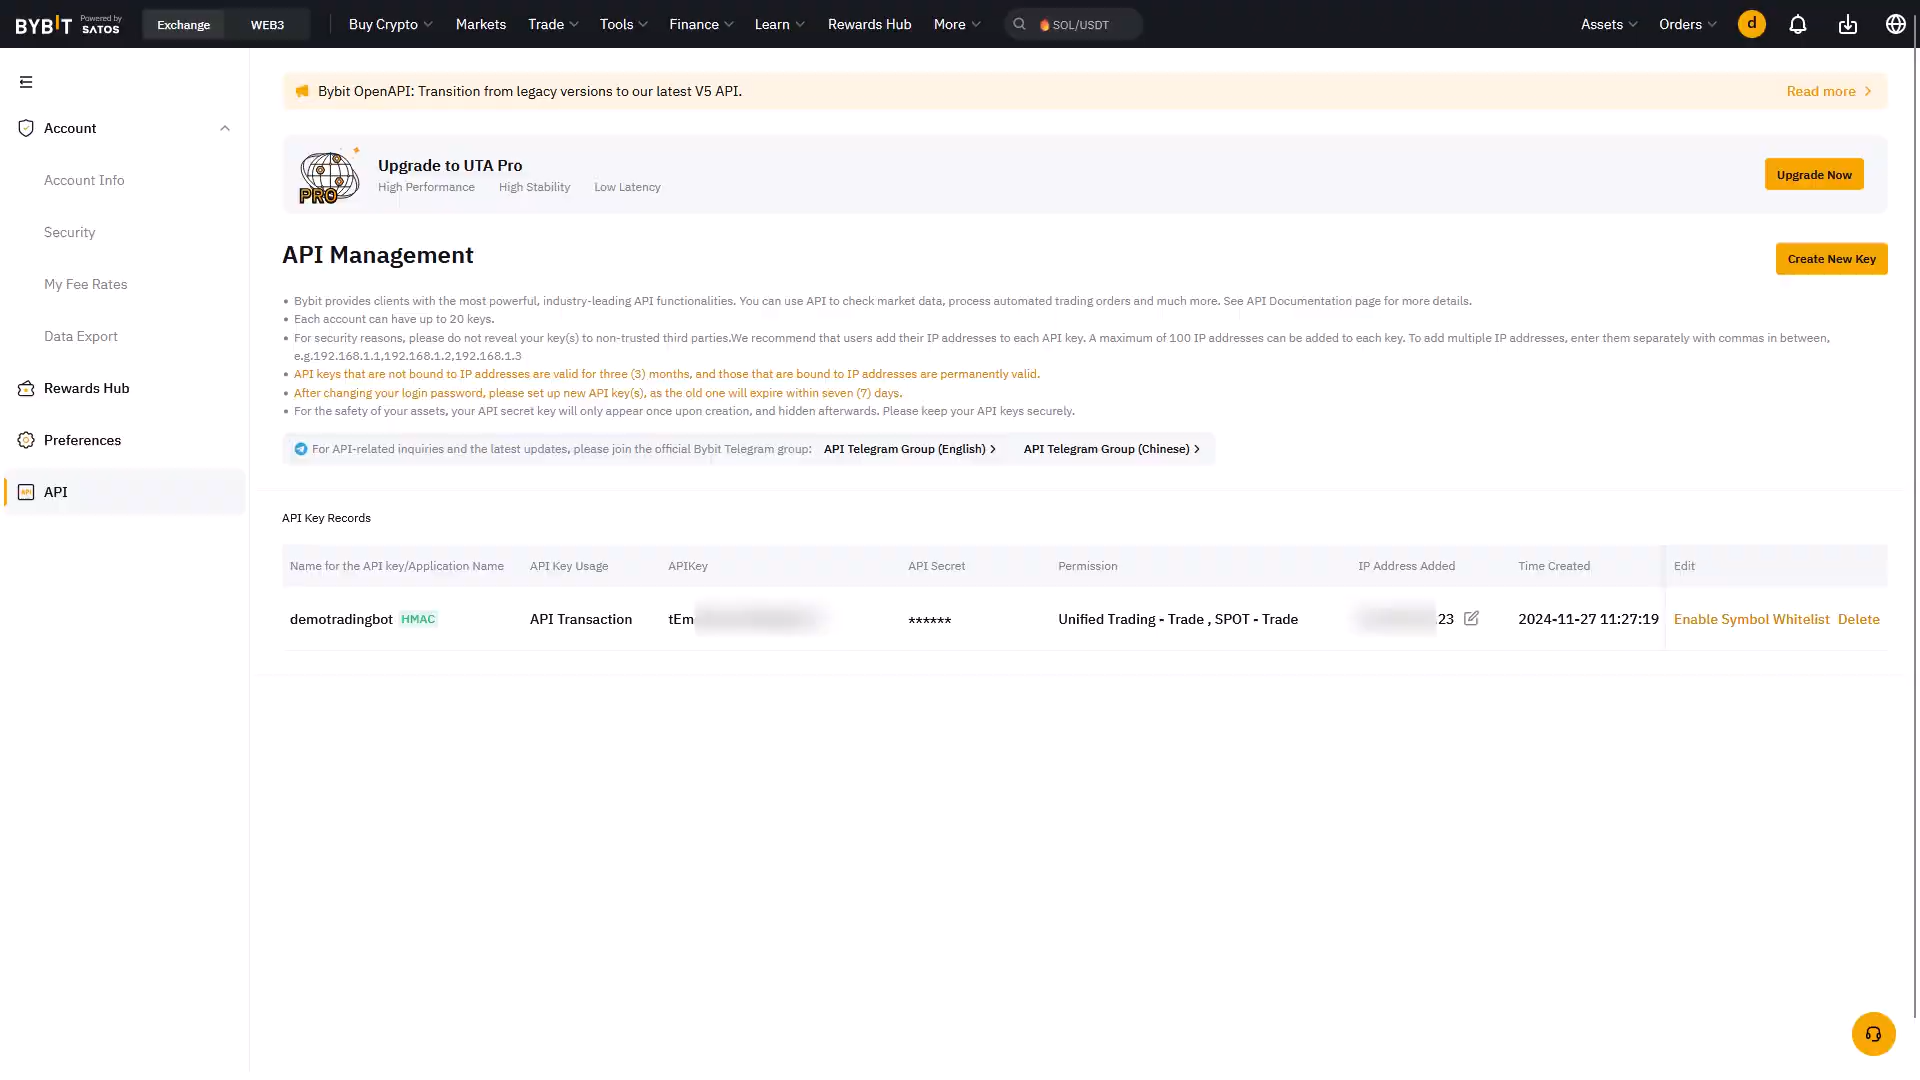 BYBIT Powered by SATOS Exchange WEB3 Buy Crypto Markets Trade Tools Finance Learn Rewards Hub More SOL/USDT Assets Orders d
Bybit OpenAPI: Transition from legacy versions to our latest V5 API. Read more
Account
Account Info
Security
My Fee Rates
Data Export
Rewards Hub
Preferences
API
PRO
Upgrade to UTA Pro
High Performance High Stability Low Latency
Upgrade Now
API Management
Create New Key
• Bybit provides clients with the most powerful, industry-leading API functionalities. You can use API to check market data, process automated trading orders and much more. See API Documentation page for more details.
• Each account can have up to 20 keys.
• For security reasons, please do not reveal your key(s) to non-trusted third parties.We recommend that users add their IP addresses to each API key. A maximum of 100 IP addresses can be added to each key. To add multiple IP addresses, enter them separately with commas in between,
e.g.192.168.1.1,192.168.1.2,192.168.1.3
• API keys that are not bound to IP addresses are valid for three (3) months, and those that are bound to IP addresses are permanently valid.
• After changing your login password, please set up new API key(s), as the old one will expire within seven (7) days.
• For the safety of your assets, your API secret key will only appear once upon creation, and hidden afterwards. Please keep your API keys securely.
For API-related inquiries and the latest updates, please join the official Bybit Telegram group: API Telegram Group (English) API Telegram Group (Chinese)
API Key Records
Name for the API key/Application Name API Key Usage APIKey API Secret Permission IP Address Added Time Created Edit
demotradingbot HMAC API Transaction tEm ****** Unified Trading - Trade , SPOT - Trade 23 2024-11-27 11:27:19 Enable Symbol Whitelist Delete